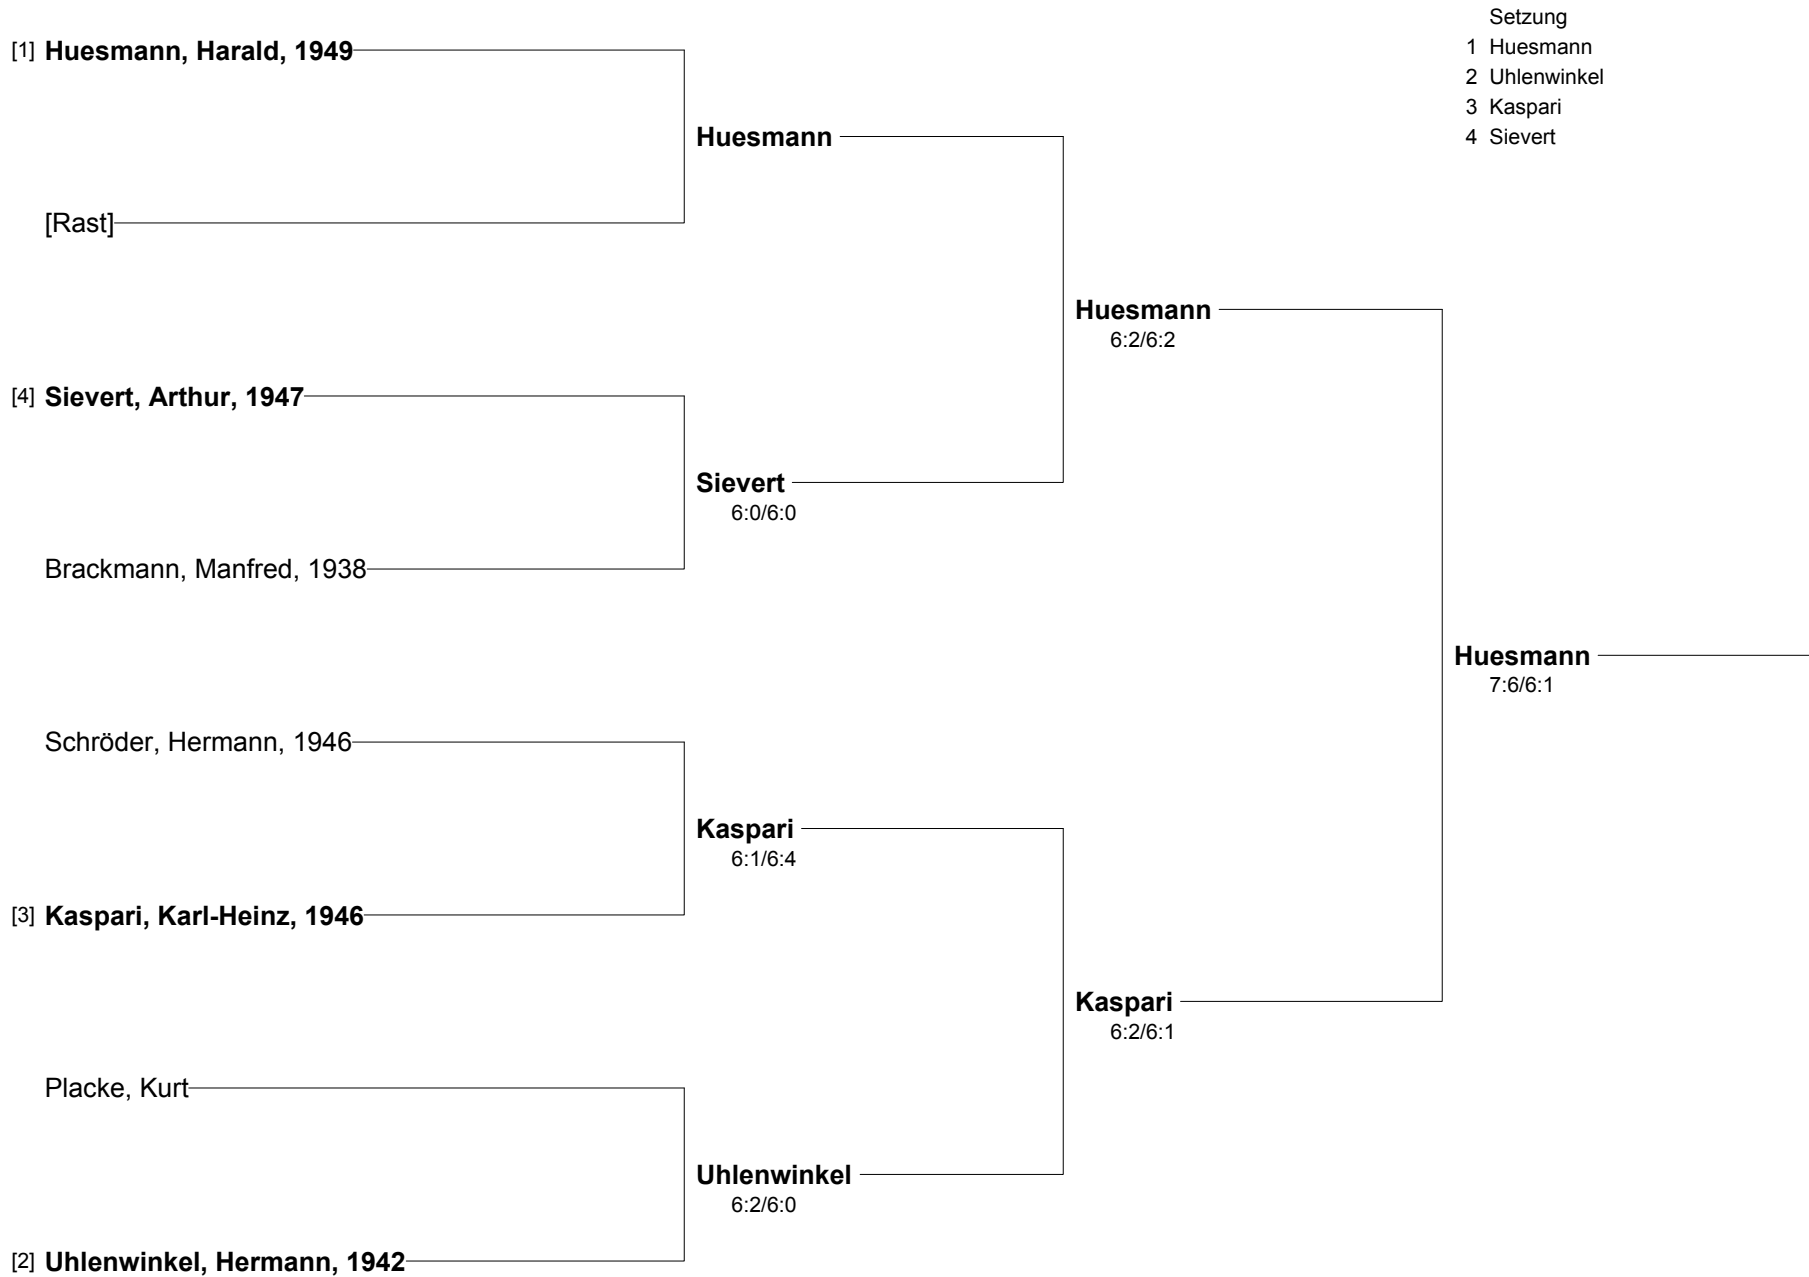 Setzung
1 Huesmann
2 Uhlenwinkel
3 Kaspari
4 Sievert
[1] Huesmann, Harald, 1949
Huesmann
[Rast]
Huesmann
6:2/6:2
[4] Sievert, Arthur, 1947
Sievert
6:0/6:0
Brackmann, Manfred, 1938
Huesmann
7:6/6:1
Schröder, Hermann, 1946
Kaspari
6:1/6:4
[3] Kaspari, Karl-Heinz, 1946
Kaspari
6:2/6:1
Placke, Kurt
Uhlenwinkel
6:2/6:0
[2] Uhlenwinkel, Hermann, 1942